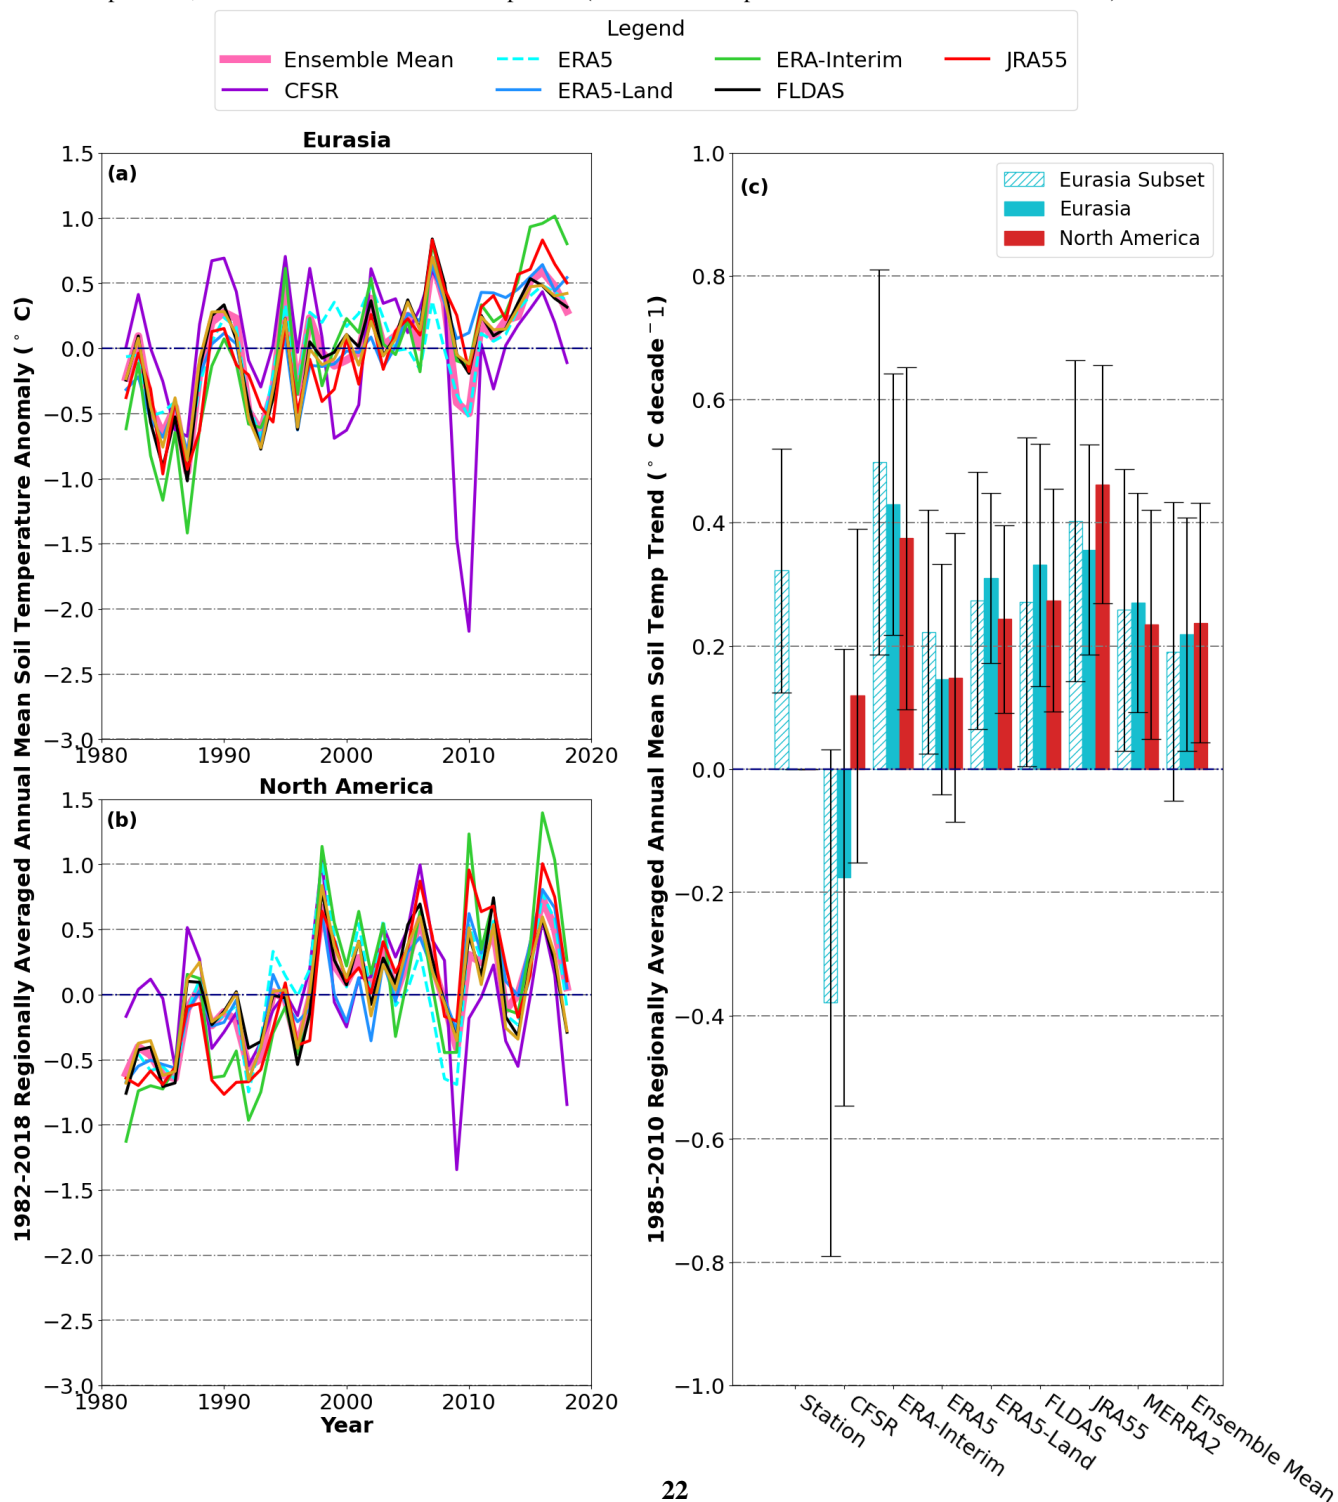 Legend
Ensemble Mean
CFSR
ERA5
ERA5-Land
ERA-Interim
FLDAS
JRA55
1982-2018 Regionally Averaged Annual Mean Soil Temperature Anomaly (° C)
Eurasia
(a)
1.5
1.0
0.5
0.0
−0.5
−1.0
−1.5
−2.0
−2.5
−3.0
1980 1990 2000 2010 2020
North America
(b)
1.5
1.0
0.5
0.0
−0.5
−1.0
−1.5
−2.0
−2.5
−3.0
1980 1990 2000 2010 2020
Year
1985-2010 Regionally Averaged Annual Mean Soil Temp Trend (° C decade−1)
(c)
Eurasia Subset
Eurasia
North America
1.0
0.8
0.6
0.4
0.2
0.0
−0.2
−0.4
−0.6
−0.8
−1.0
Station
CFSR
ERA-Interim
ERA5
ERA5-Land
FLDAS
JRA55
MERRA2
Ensemble Mean
22